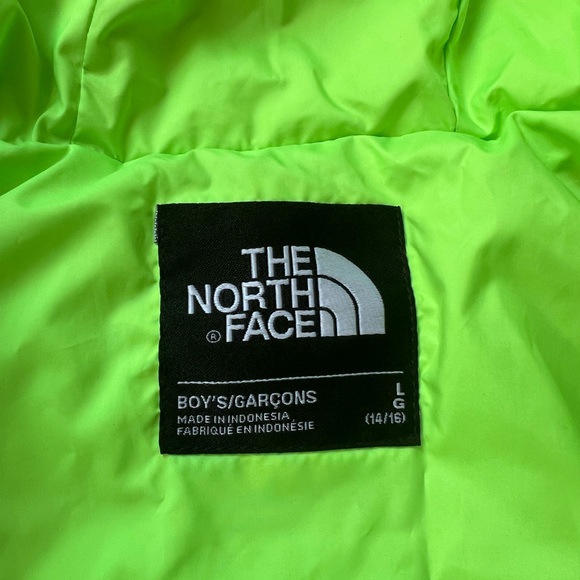 THE
NORTH
® FACE
BOY'S/GARÇONS
MADE IN INDONESIA
FABRIQUÉ EN INDONÉSIE
L
G
(14/16)